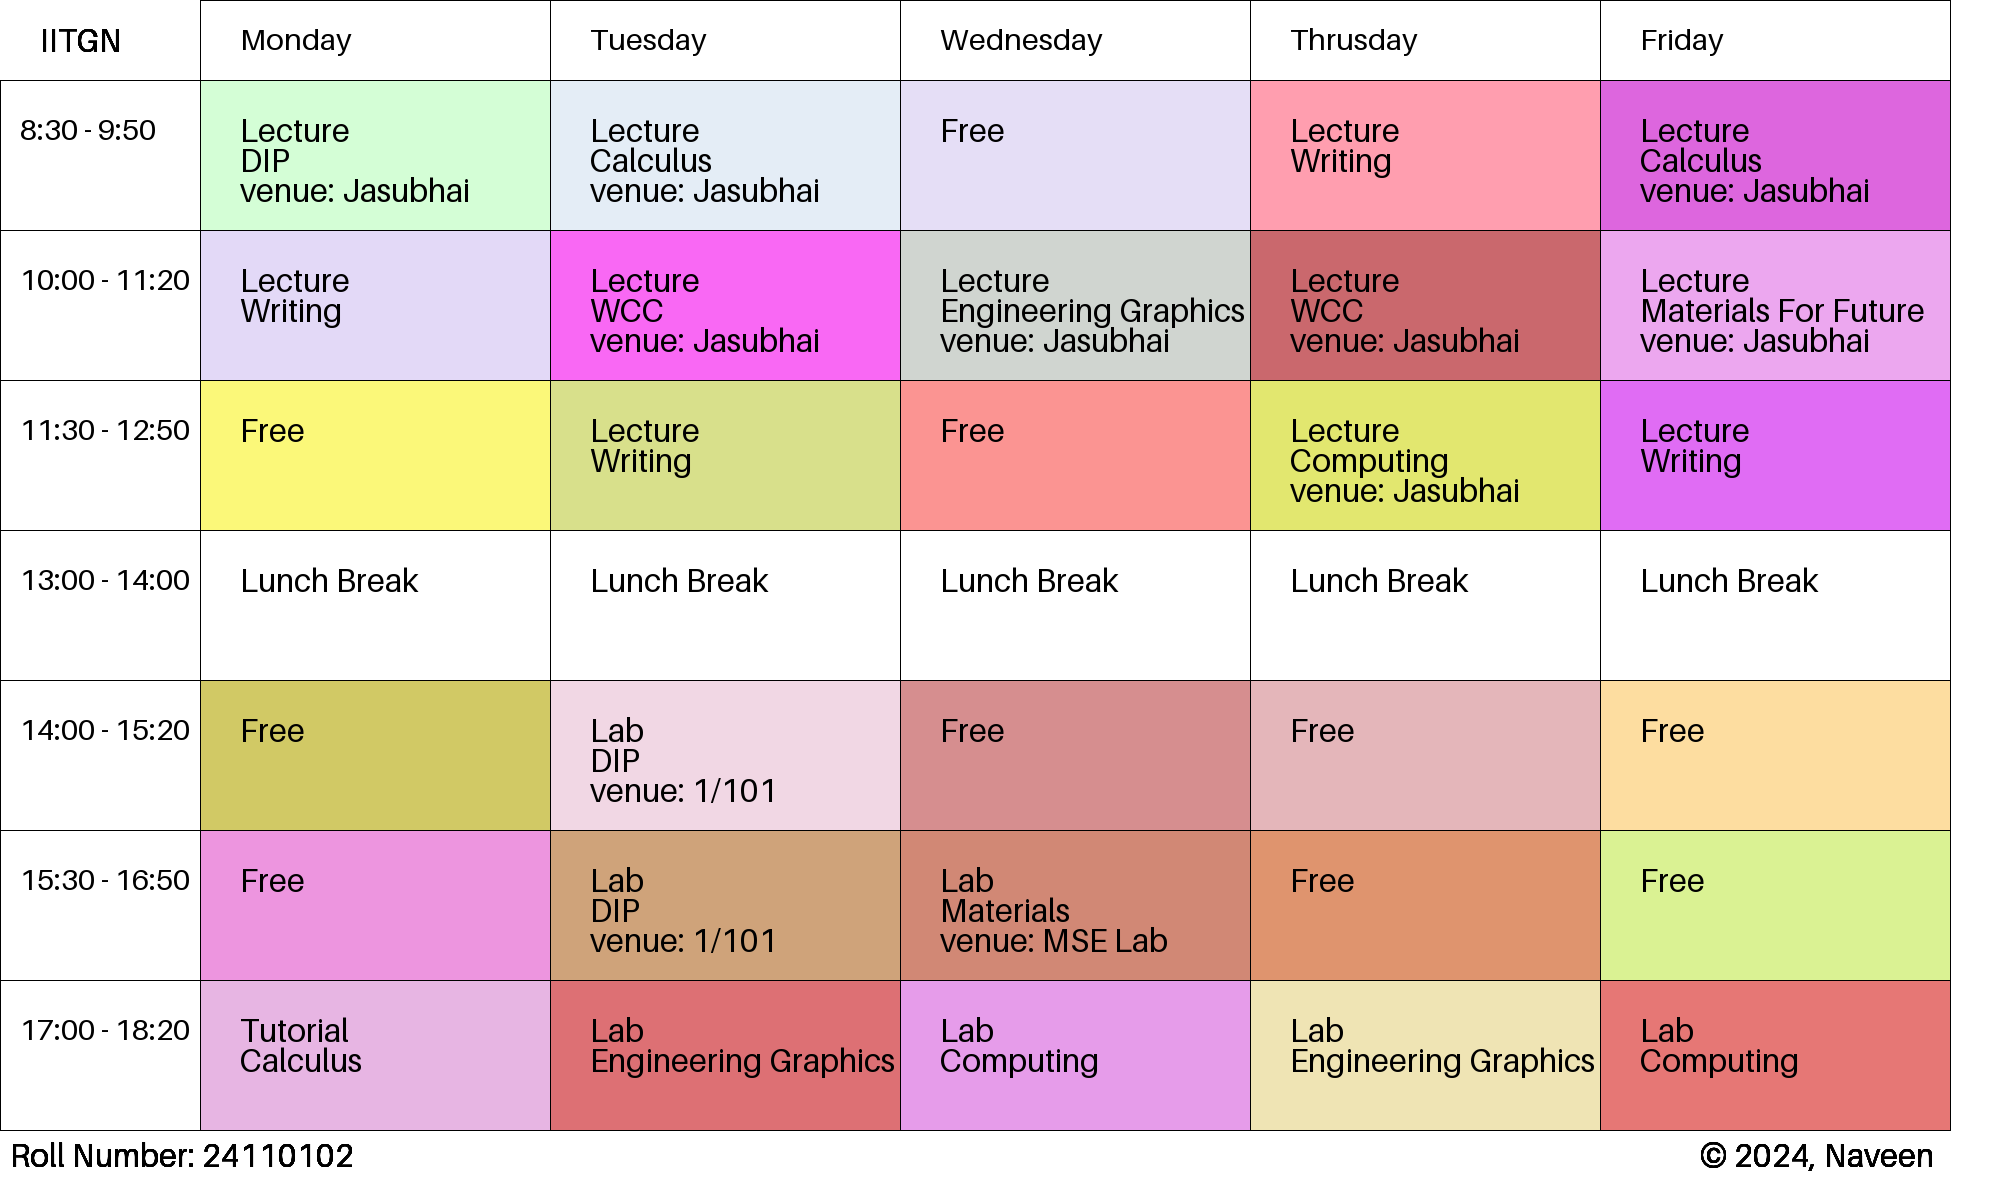 IITGN Monday Tuesday Wednesday Thrusday Friday
8:30 - 9:50
Lecture
DIP
venue: Jasubhai
Lecture
Calculus
venue: Jasubhai
Free
Lecture
Writing
Lecture
Calculus
venue: Jasubhai
10:00 - 11:20
Lecture
Writing
Lecture
WCC
venue: Jasubhai
Lecture
Engineering Graphics
venue: Jasubhai
Lecture
WCC
venue: Jasubhai
Lecture
Materials For Future
venue: Jasubhai
11:30 - 12:50
Free
Lecture
Writing
Free
Lecture
Computing
venue: Jasubhai
Lecture
Writing
13:00 - 14:00
Lunch Break
Lunch Break
Lunch Break
Lunch Break
Lunch Break
14:00 - 15:20
Free
Lab
DIP
venue: 1/101
Free
Free
Free
15:30 - 16:50
Free
Lab
DIP
venue: 1/101
Lab
Materials
venue: MSE Lab
Free
Free
17:00 - 18:20
Tutorial
Calculus
Lab
Engineering Graphics
Lab
Computing
Lab
Engineering Graphics
Lab
Computing
Roll Number: 24110102
© 2024, Naveen